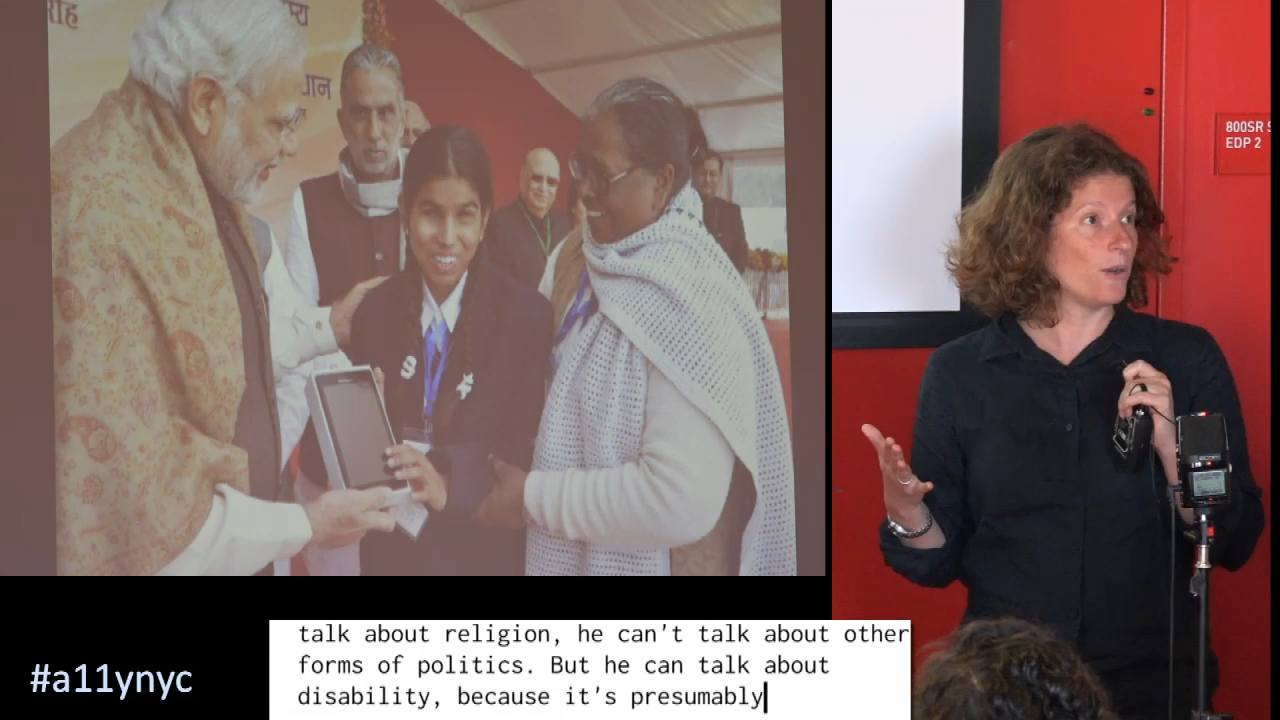 800SR
EDP 2
#a11ynyc
talk about religion, he can't talk about other
forms of politics. But he can talk about
disability, because it's presumably